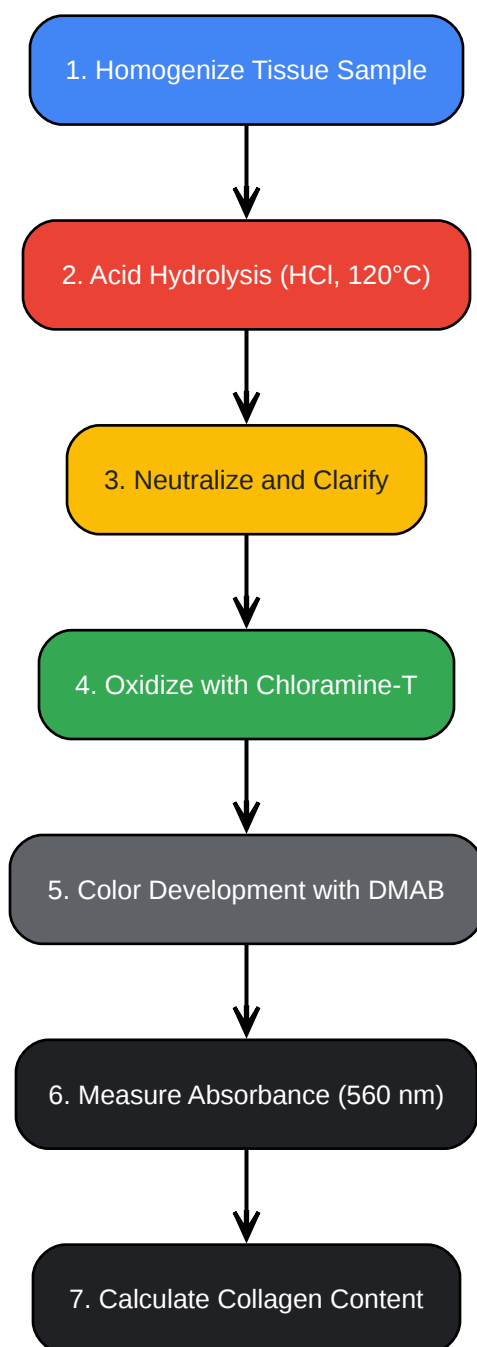 1. Homogenize Tissue Sample
2. Acid Hydrolysis (HCl, 120°C)
3. Neutralize and Clarify
4. Oxidize with Chloramine-T
5. Color Development with DMAB
6. Measure Absorbance (560 nm)
7. Calculate Collagen Content